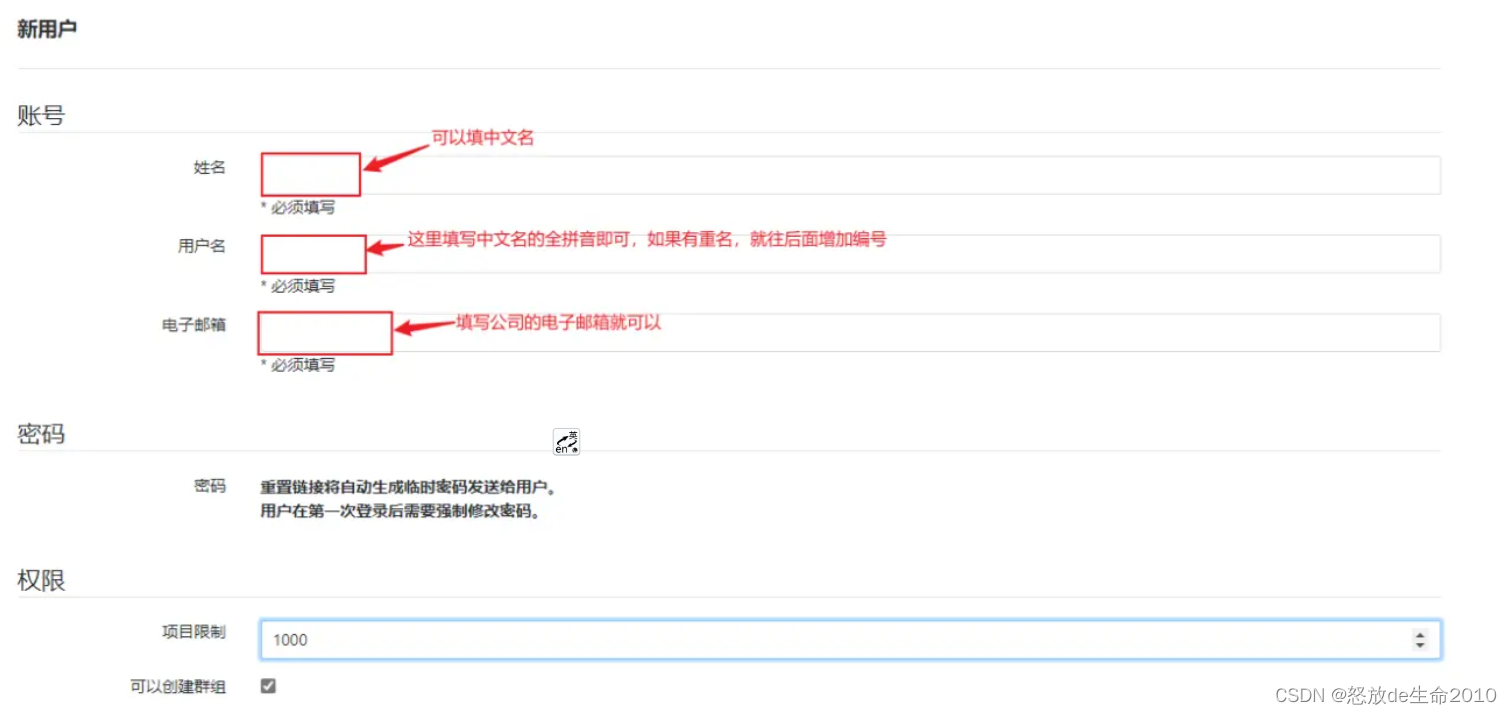 新用户
账号
可以填中文名
姓名
* 必须填写
这里填写中文名的全拼音即可，如果有重名，就往后面增加编号
用户名
* 必须填写
填写公司的电子邮箱就可以
电子邮箱
* 必须填写
密码
英
en
密码
重置链接将自动生成临时密码发送给用户。
用户在第一次登录后需要强制修改密码。
权限
项目限制
1000
可以创建群组
CSDN @怒放de生命2010